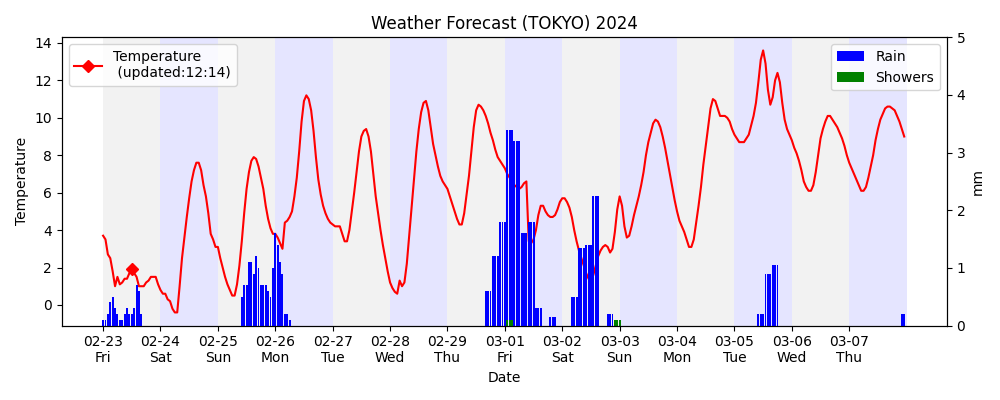 Weather Forecast (TOKYO) 2024
Temperature
(updated:12:14)
Rain
Showers
14
12
10
8
6
4
2
0
Temperature
5
4
3
2
1
0
mm
02-23 02-24 02-25 02-26 02-27 02-28 02-29 03-01 03-02 03-03 03-04 03-05 03-06 03-07
Fri Sat Sun Mon Tue Wed Thu Fri Sat Sun Mon Tue Wed Thu
Date